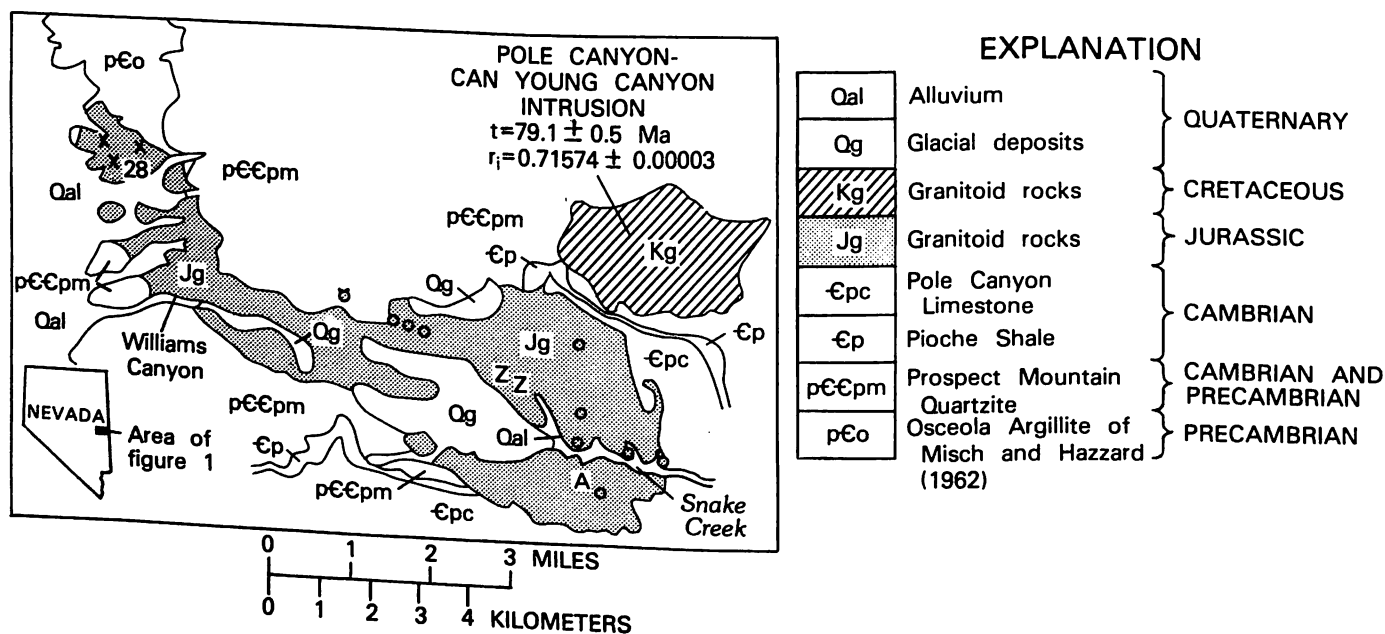 p€o
POLE CANYON-
CAN YOUNG CANYON
INTRUSION
t=79.1 ± 0.5 Ma
rᵢ=0.71574 ± 0.00003
X
X
X
28
p€€pm
Qal
p€€pm
Kg
€p
Jg
Qg
p€€pm
Qal
Qg
Jg
€p
€pc
Williams
Canyon
Z
Z
p€€pm
Qg
Qal
NEVADA
Area of
figure 1
€p
p€€pm
€pc
A
Snake
Creek
0 1 2 3 MILES
0 1 2 3 4 KILOMETERS
EXPLANATION
Qal Alluvium
Qg Glacial deposits
QUATERNARY
Kg Granitoid rocks CRETACEOUS
Jg Granitoid rocks JURASSIC
€pc Pole Canyon
Limestone
€p Pioche Shale
CAMBRIAN
p€€pm Prospect Mountain
Quartzite
CAMBRIAN AND
PRECAMBRIAN
p€o Osceola Argillite of
Misch and Hazzard
(1962)
PRECAMBRIAN